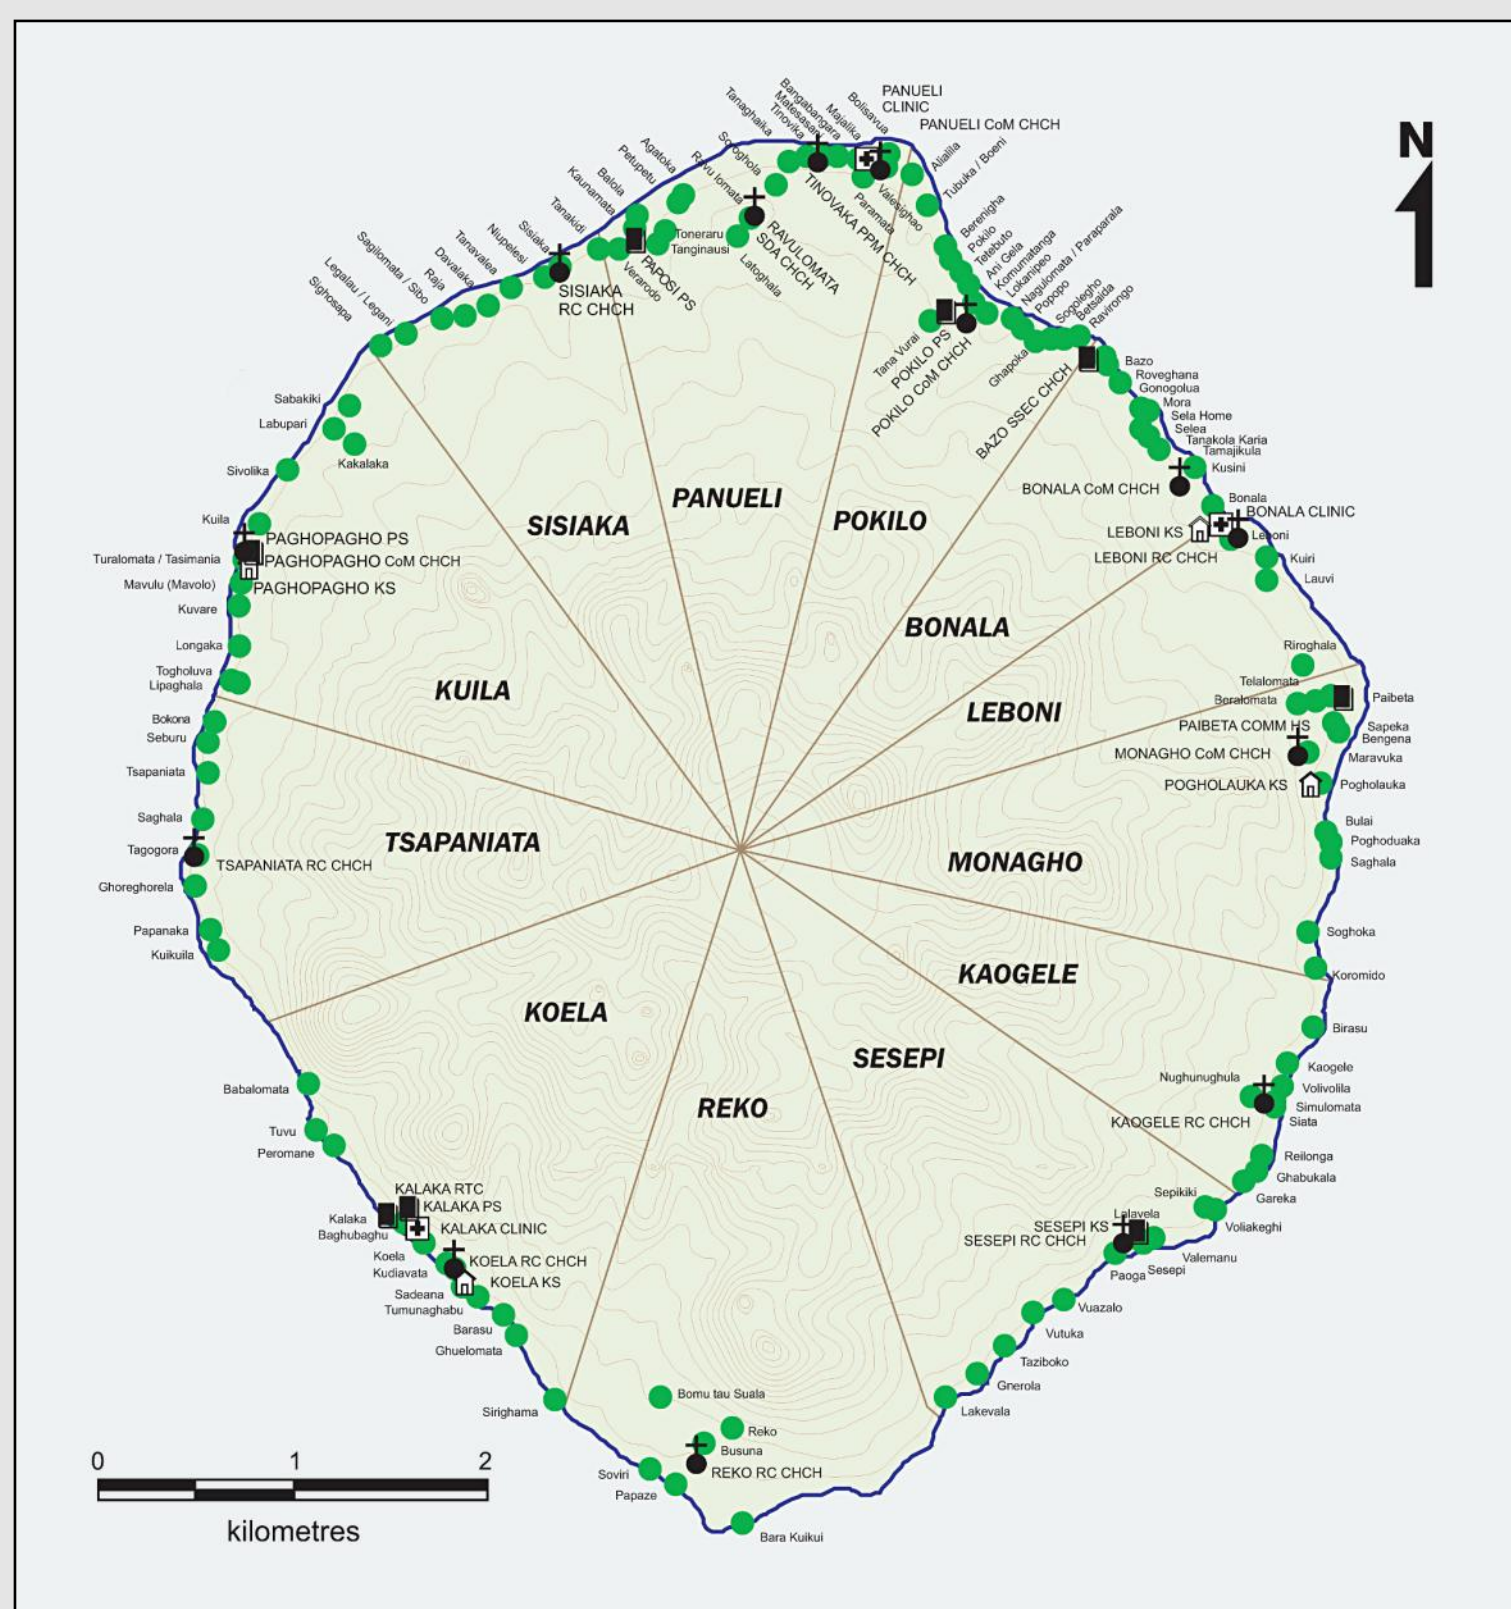 N
PANUELI
CLINIC
PANUELI CoM CHCH
Bolisavua
Majalika
Bangabangara
Matesasani
Tinovika
Tanaghaika
Soroghola
Ravu lomata
Agatoka
Petupetu
Balola
Kaunamata
Tanakidi
Sisiaka
Niupelesi
Tanavalea
Davalaka
Raja
Sagilomata / Sibo
Legalau / Legani
Sighosapa
Alialila
Tubuka / Boeni
Valesighao
Paramata
TINOVAKA PPM CHCH
RAVULOMATA
SDA CHCH
Latoghala
Toneraru
Tanginausi
PAPOSI PS
Verarodo
SISIAKA
RC CHCH
Berenigha
Pokilo
Tetebuto
Ani Gela
Komumatanga
Lokanipeo
Nagulomata / Paraparala
Popopo
Sogolegho
Betsaida
Ravirongo
Tana Vurai
POKILO PS
POKILO CoM CHCH
Ghapoka
BAZO SSEC CHCH
Bazo
Roveghana
Gonogolua
Mora
Sela Home
Selea
Tanakola Karia
Tamajikula
Kusini
BONALA CoM CHCH
Bonala
BONALA CLINIC
LEBONI KS
Leboni
LEBONI RC CHCH
Kuiri
Lauvi
Sabakiki
Labupari
Kakalaka
Sivolika
Kuila
PAGHOPAGHO PS
Turalomata / Tasimania
PAGHOPAGHO CoM CHCH
Mavulu (Mavolo)
PAGHOPAGHO KS
Kuvare
Longaka
Togholuva
Lipaghala
PANUELI
SISIAKA
POKILO
BONALA
KUILA
LEBONI
Riroghala
Telalomata
Beralomata
Paibeta
PAIBETA COMM HS
Sapeka
Bengena
MONAGHO CoM CHCH
Maravuka
POGHOLAUKA KS
Pogholauka
Bulai
Poghoduaka
Saghala
Bokona
Seburu
Tsapaniata
Saghala
Tagogora
TSAPANIATA RC CHCH
Ghoreghorela
Papanaka
Kuikuila
TSAPANIATA
MONAGHO
Soghoka
Koromido
KAOGELE
KOELA
Birasu
SESEPI
REKO
Kaogele
Nughunughula
Volivolila
Simulomata
KAOGELE RC CHCH
Siata
Reilonga
Ghabukala
Gareka
Babalomata
Tuvu
Peromane
KALAKA RTC
KALAKA PS
Kalaka
KALAKA CLINIC
Baghubaghu
Koela
KOELA RC CHCH
Kudiavata
KOELA KS
Sadeana
Tumunaghabu
Barasu
Ghuelomata
Sepikiki
Lalavela
Voliakeghi
SESEPI KS
SESEPI RC CHCH
Valemanu
Sesepi
Paoga
Vuazalo
Vutuka
Taziboko
Gnerola
Lakevala
Sirighama
Bomu tau Suala
Reko
Busuna
REKO RC CHCH
Soviri
Papaze
Bara Kuikui
0 1 2
kilometres